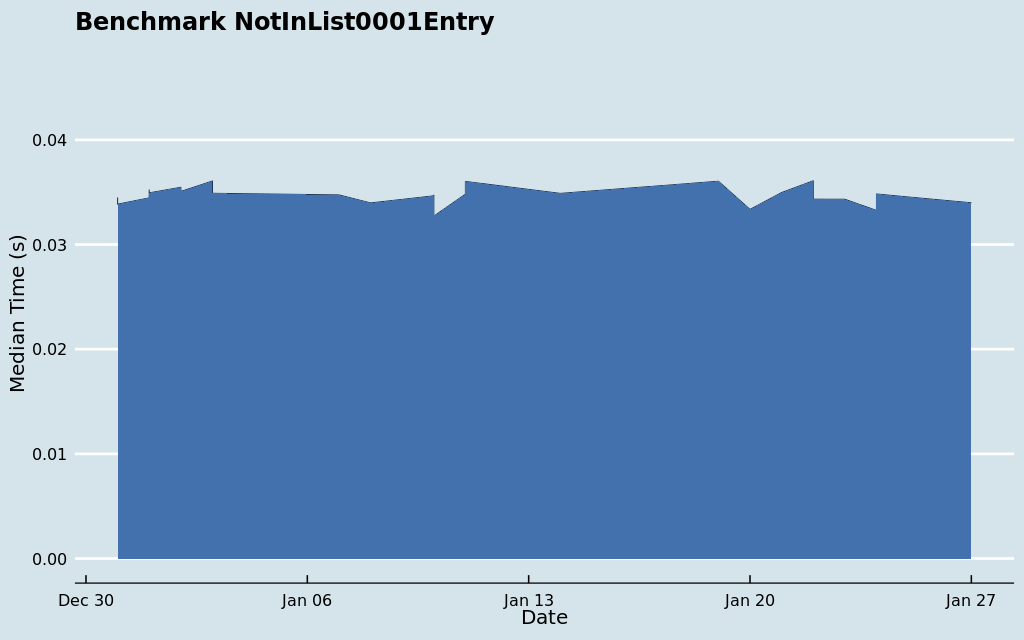 Benchmark NotInList0001Entry
Median Time (s)
0.04
0.03
0.02
0.01
0.00
Dec 30
Jan 06
Jan 13
Jan 20
Jan 27
Date